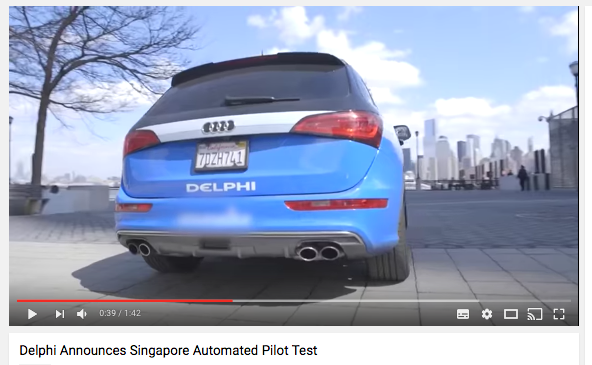 7DZH741
DELPHI
0:39 / 1:42
Delphi Announces Singapore Automated Pilot Test